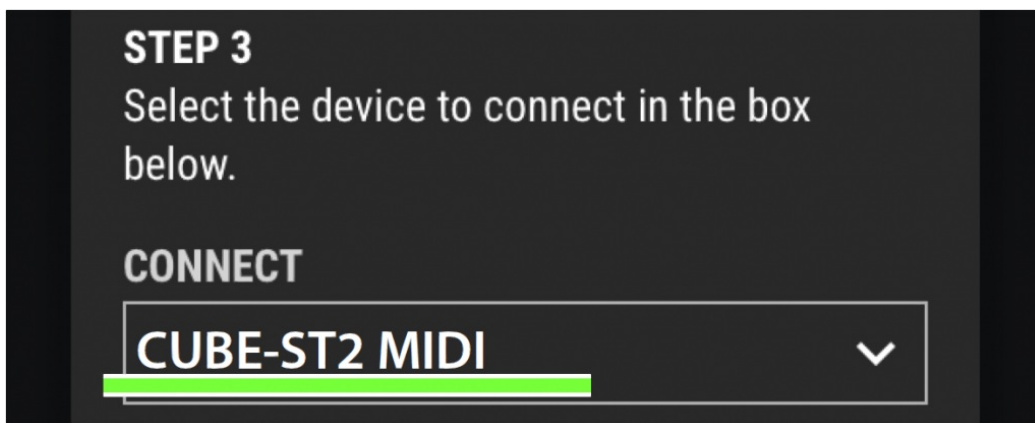 STEP 3
Select the device to connect in the box
below.
CONNECT
CUBE-ST2 MIDI